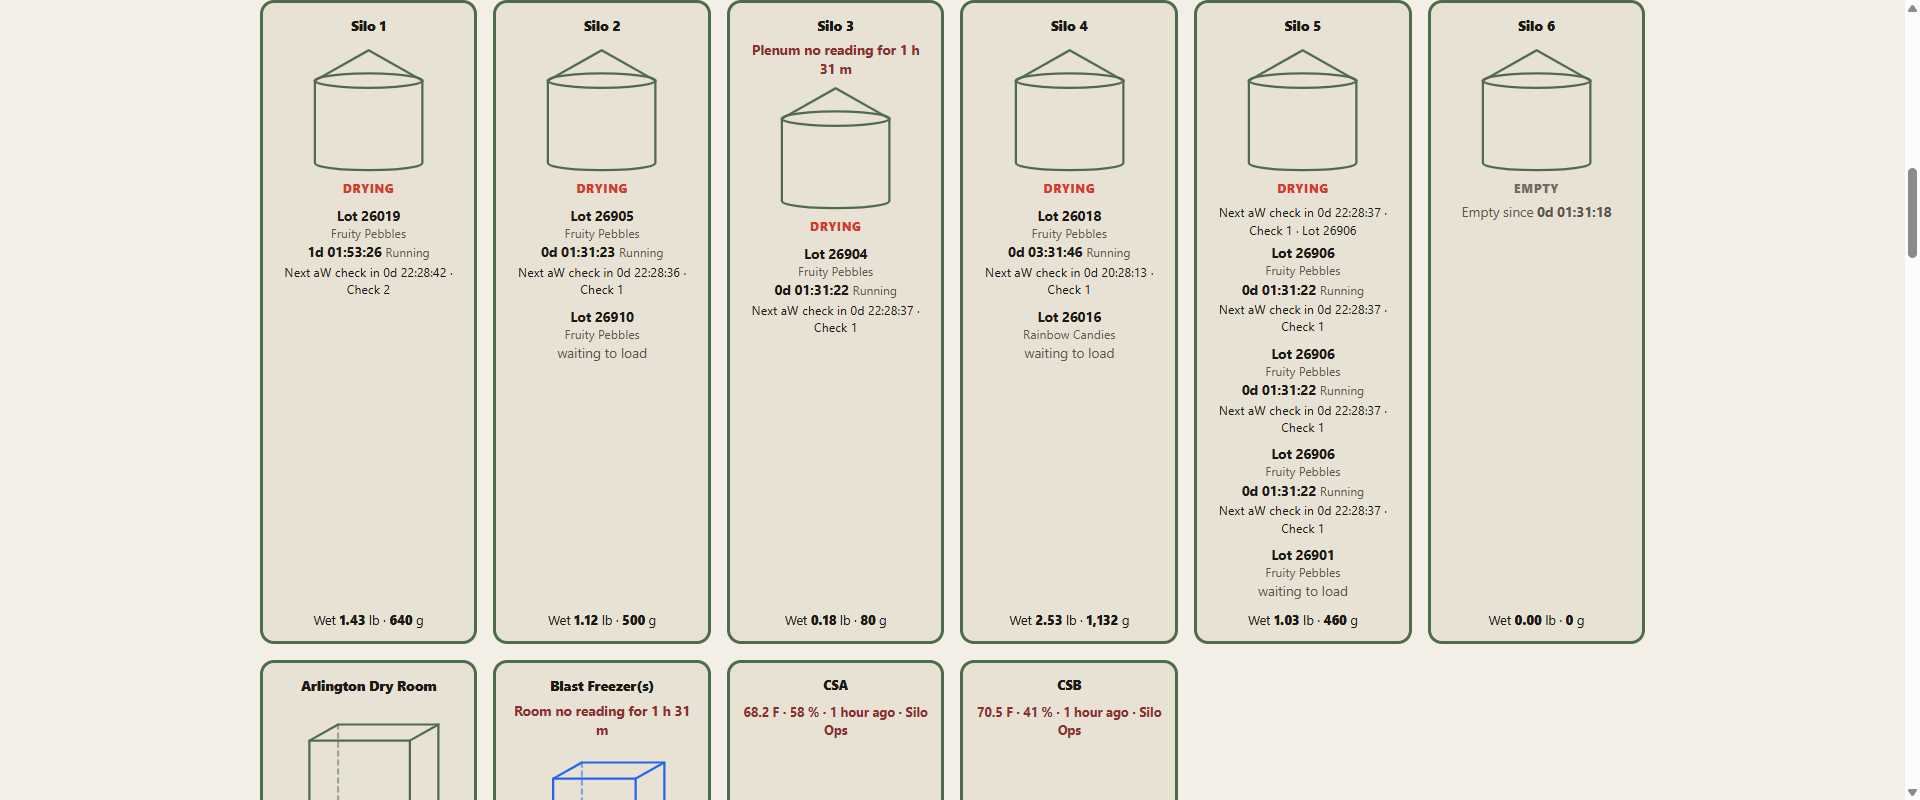 Silo 1
DRYING
Lot 26019
Fruity Pebbles
1d 01:53:26 Running
Next aW check in 0d 22:28:42 ·
Check 2
Wet 1.43 lb · 640 g
Silo 2
DRYING
Lot 26905
Fruity Pebbles
0d 01:31:23 Running
Next aW check in 0d 22:28:36 ·
Check 1
Lot 26910
Fruity Pebbles
waiting to load
Wet 1.12 lb · 500 g
Silo 3
Plenum no reading for 1 h
31 m
DRYING
Lot 26904
Fruity Pebbles
0d 01:31:22 Running
Next aW check in 0d 22:28:37 ·
Check 1
Wet 0.18 lb · 80 g
Silo 4
DRYING
Lot 26018
Fruity Pebbles
0d 03:31:46 Running
Next aW check in 0d 20:28:13 ·
Check 1
Lot 26016
Rainbow Candies
waiting to load
Wet 2.53 lb · 1,132 g
Silo 5
DRYING
Next aW check in 0d 22:28:37 ·
Check 1 · Lot 26906
Lot 26906
Fruity Pebbles
0d 01:31:22 Running
Next aW check in 0d 22:28:37 ·
Check 1
Lot 26906
Fruity Pebbles
0d 01:31:22 Running
Next aW check in 0d 22:28:37 ·
Check 1
Lot 26906
Fruity Pebbles
0d 01:31:22 Running
Next aW check in 0d 22:28:37 ·
Check 1
Lot 26901
Fruity Pebbles
waiting to load
Wet 1.03 lb · 460 g
Silo 6
EMPTY
Empty since 0d 01:31:18
Wet 0.00 lb · 0 g
Arlington Dry Room
Blast Freezer(s)
Room no reading for 1 h 31
m
CSA
68.2 F · 58 % · 1 hour ago · Silo
Ops
CSB
70.5 F · 41 % · 1 hour ago · Silo
Ops